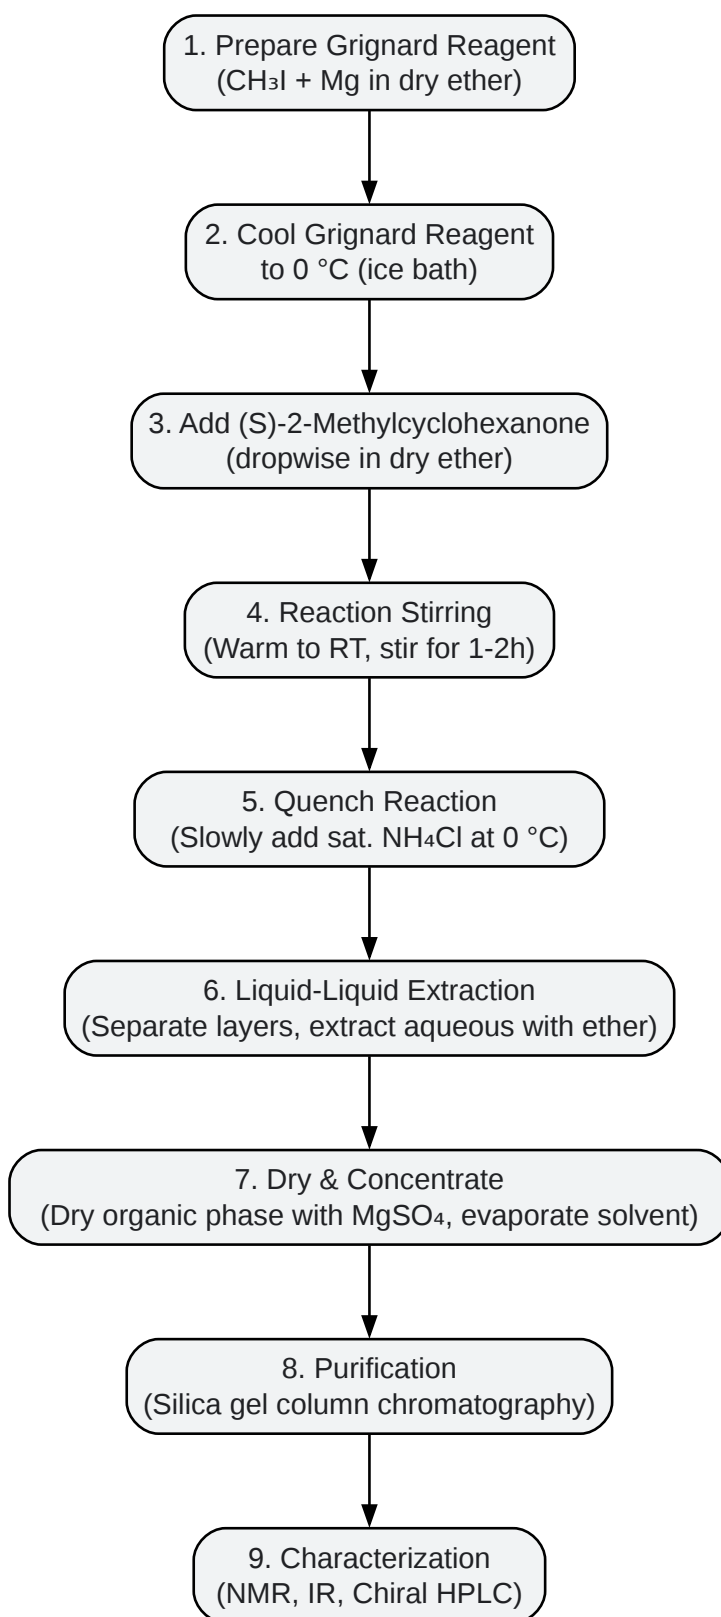 1. Prepare Grignard Reagent
(CH₃I + Mg in dry ether)
2. Cool Grignard Reagent
to 0 °C (ice bath)
3. Add (S)-2-Methylcyclohexanone
(dropwise in dry ether)
4. Reaction Stirring
(Warm to RT, stir for 1-2h)
5. Quench Reaction
(Slowly add sat. NH₄Cl at 0 °C)
6. Liquid-Liquid Extraction
(Separate layers, extract aqueous with ether)
7. Dry & Concentrate
(Dry organic phase with MgSO₄, evaporate solvent)
8. Purification
(Silica gel column chromatography)
9. Characterization
(NMR, IR, Chiral HPLC)